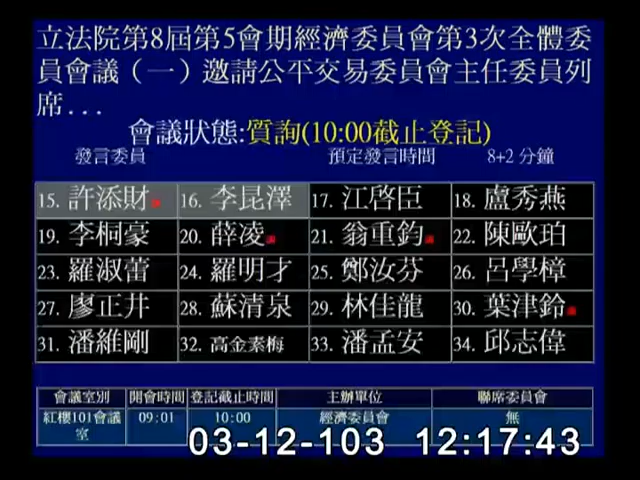 立法院第8屆第5會期經濟委員會第3次全體委
員會議（一）邀請公平交易委員會主任委員列
席...
會議狀態:質詢(10:00截止登記)
發言委員 預定發言時間 8+2 分鐘
15. 許添財 16. 李昆澤 17. 江啓臣 18. 盧秀燕
19. 李桐豪 20. 薛凌 21. 翁重鈞 22. 陳歐珀
23. 羅淑蕾 24. 羅明才 25. 鄭汝芬 26. 呂學樟
27. 廖正井 28. 蘇清泉 29. 林佳龍 30. 葉津鈴
31. 潘維剛 32. 高金素梅 33. 潘孟安 34. 邱志偉
會議室別 開會時間 登記截止時間 主辦單位 聯席委員會
紅樓101會議 09:01 10:00 經濟委員會 無
室
03-12-103 12:17:43